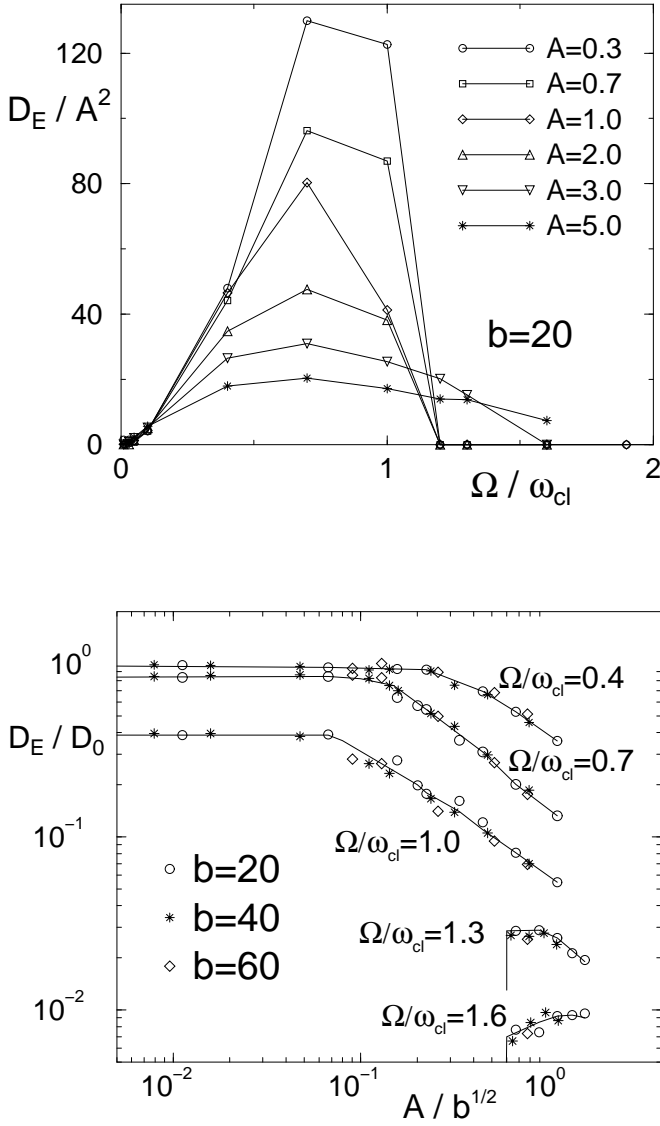 120
80
40
0
D_E / A^2
A=0.3
A=0.7
A=1.0
A=2.0
A=3.0
A=5.0
b=20
0 1 2
Ω / ω_cl
10^0
10^-1
10^-2
D_E / D_0
Ω/ω_cl=0.4
Ω/ω_cl=0.7
Ω/ω_cl=1.0
Ω/ω_cl=1.3
Ω/ω_cl=1.6
b=20
b=40
b=60
10^-2 10^-1 10^0
A / b^1/2